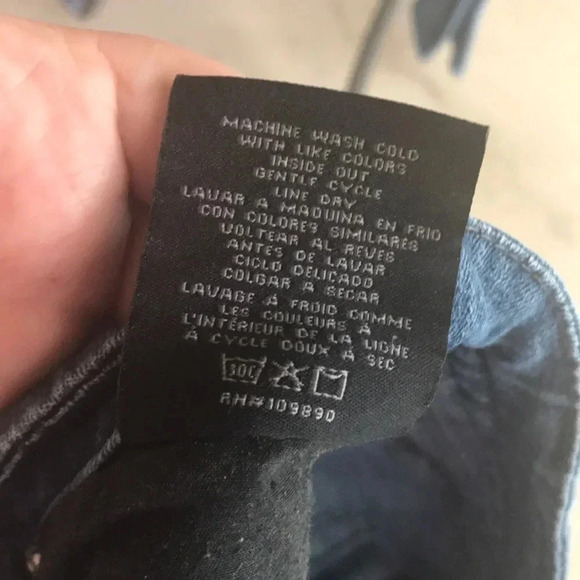 MACHINE WASH COLD
WITH LIKE COLORS
INSIDE OUT
GENTLE CYCLE
LINE DRY
LAVAR A MAQUINA EN FRIO
CON COLORES SIMILARES
VOLTEAR AL REVES
ANTES DE LAVAR
CICLO DELICADO
COLGAR A SECAR
LAVAGE À FROID COMME
LES COULEURS À
L'INTÉRIEUR DE LA LIGNE
À CYCLE DOUX À SEC
30C
RN#109890